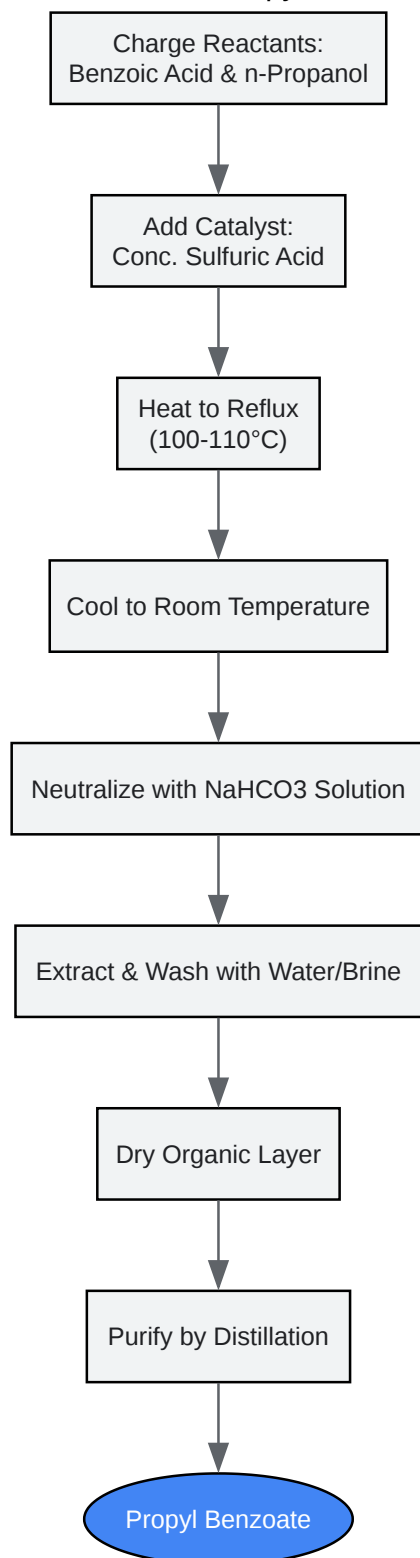 Charge Reactants:
Benzoic Acid & n-Propanol
Add Catalyst:
Conc. Sulfuric Acid
Heat to Reflux
(100-110°C)
Cool to Room Temperature
Neutralize with NaHCO3 Solution
Extract & Wash with Water/Brine
Dry Organic Layer
Purify by Distillation
Propyl Benzoate